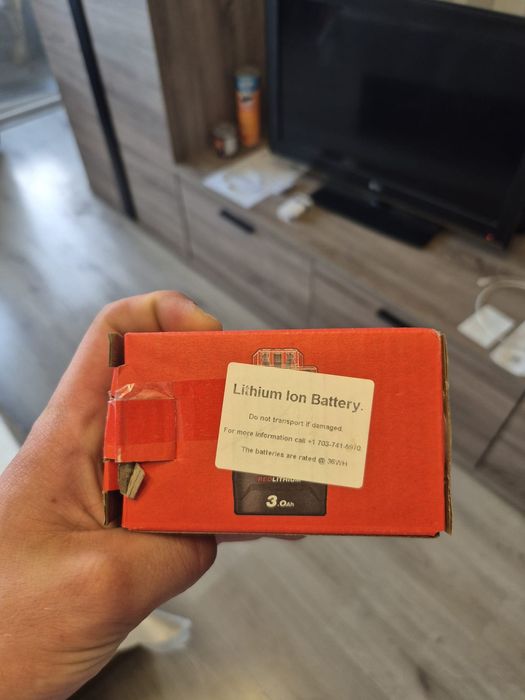 Lithium Ion Battery.
Do not transport if damaged.
For more information call +1 703-741-5970
The batteries are rated @ 36WH
REDLITHIUM
3.0Ah